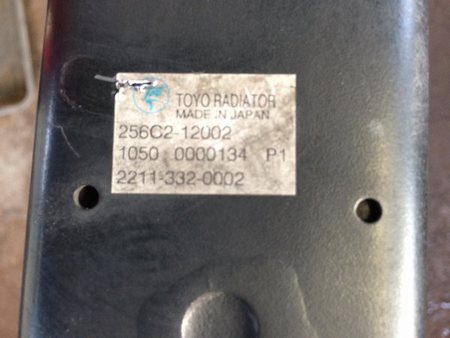 TOYO RADIATOR
MADE IN JAPAN
256C2-12002
1050 0000134 P1
2211-332-0002